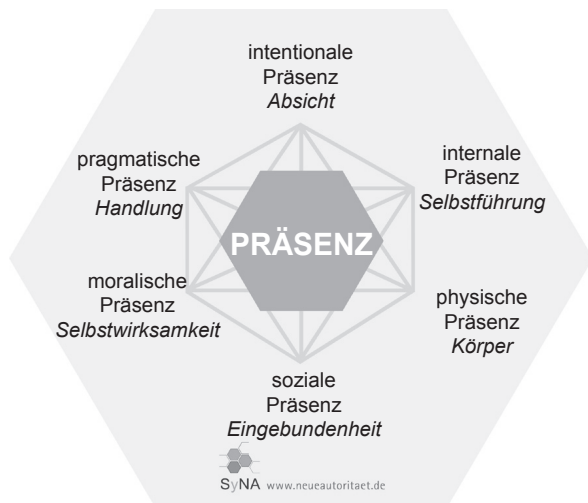 intentionale
Präsenz
Absicht
pragmatische
Präsenz
Handlung
internale
Präsenz
Selbstführung
PRÄSENZ
moralische
Präsenz
Selbstwirksamkeit
physische
Präsenz
Körper
soziale
Präsenz
Eingebundenheit
SyNA www.neueautoritaet.de